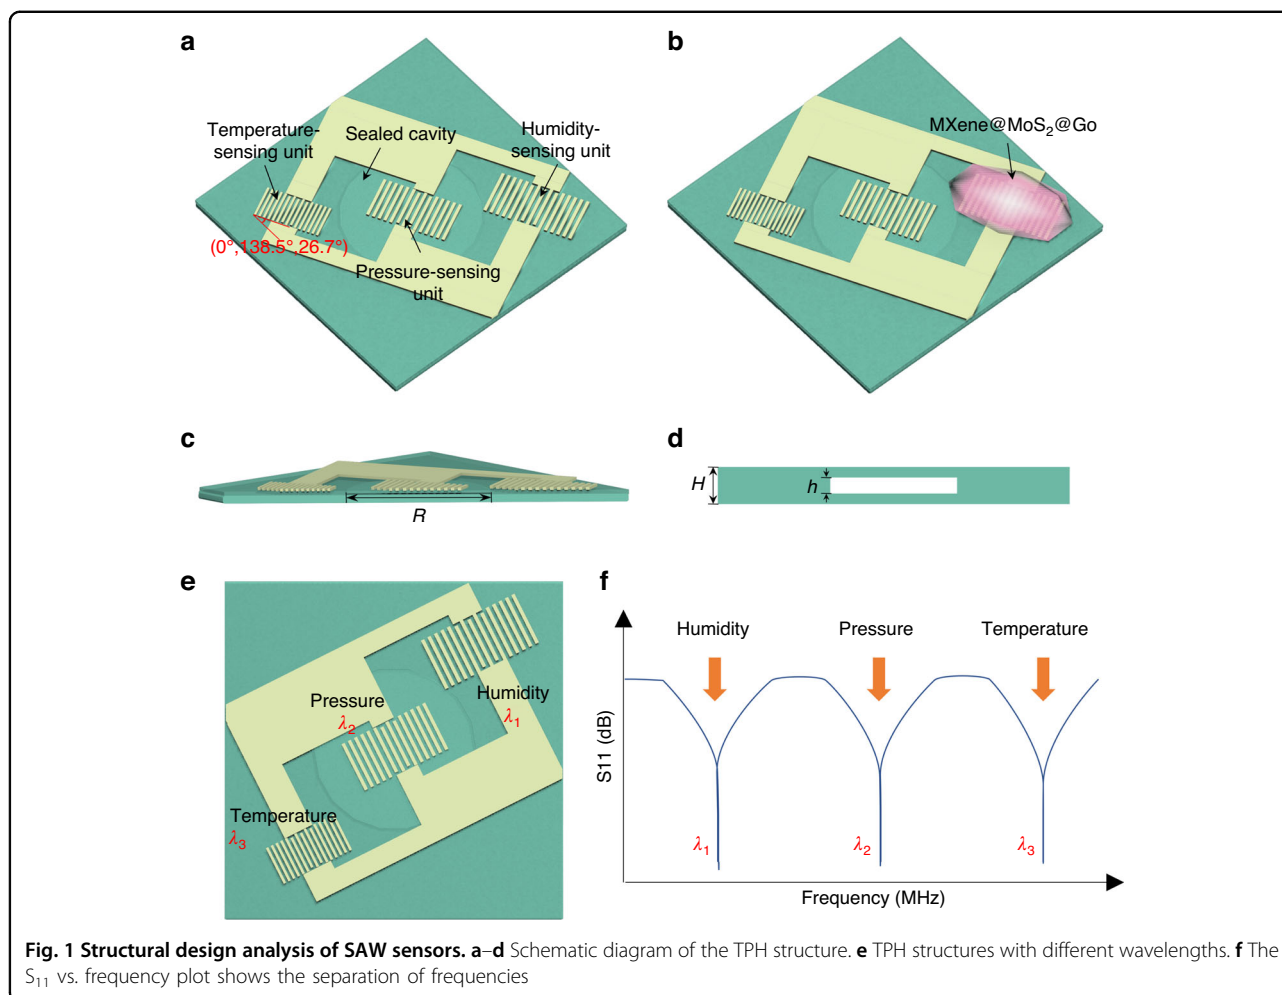 a
Temperature-
sensing unit
Sealed cavity
Humidity-
sensing unit
(0°,138.5°,26.7°)
Pressure-sensing
unit
b
MXene@MoS₂@Go
c
R
d
H
h
e
Pressure
λ₂
Humidity
λ₁
Temperature
λ₃
f
Humidity
Pressure
Temperature
S11 (dB)
λ₁
λ₂
λ₃
Frequency (MHz)
Fig. 1 Structural design analysis of SAW sensors. a–d Schematic diagram of the TPH structure. e TPH structures with different wavelengths. f The
S₁₁ vs. frequency plot shows the separation of frequencies